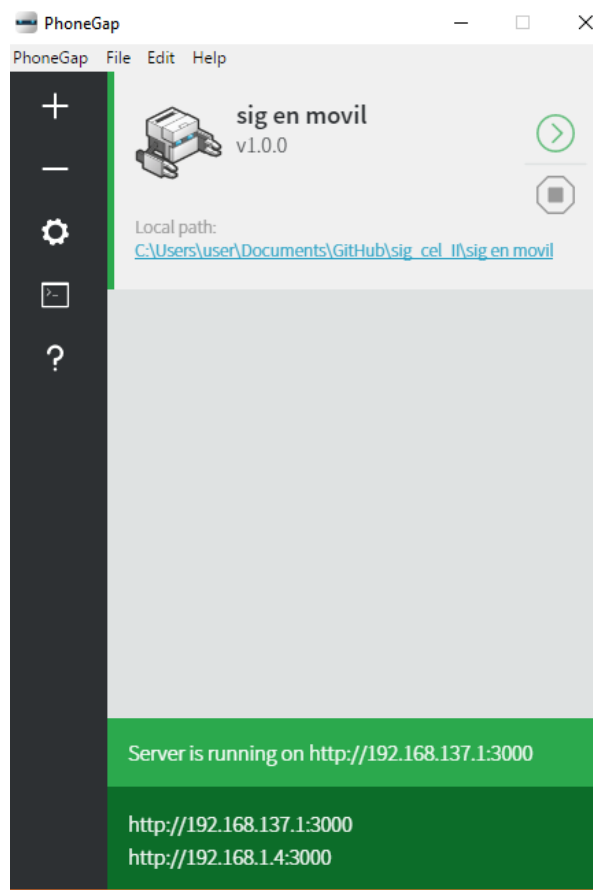 PhoneGap
PhoneGap File Edit Help
sig en movil
v1.0.0
Local path:
C:\Users\user\Documents\GitHub\sig_cel_II\sig en movil
Server is running on http://192.168.137.1:3000
http://192.168.137.1:3000
http://192.168.1.4:3000